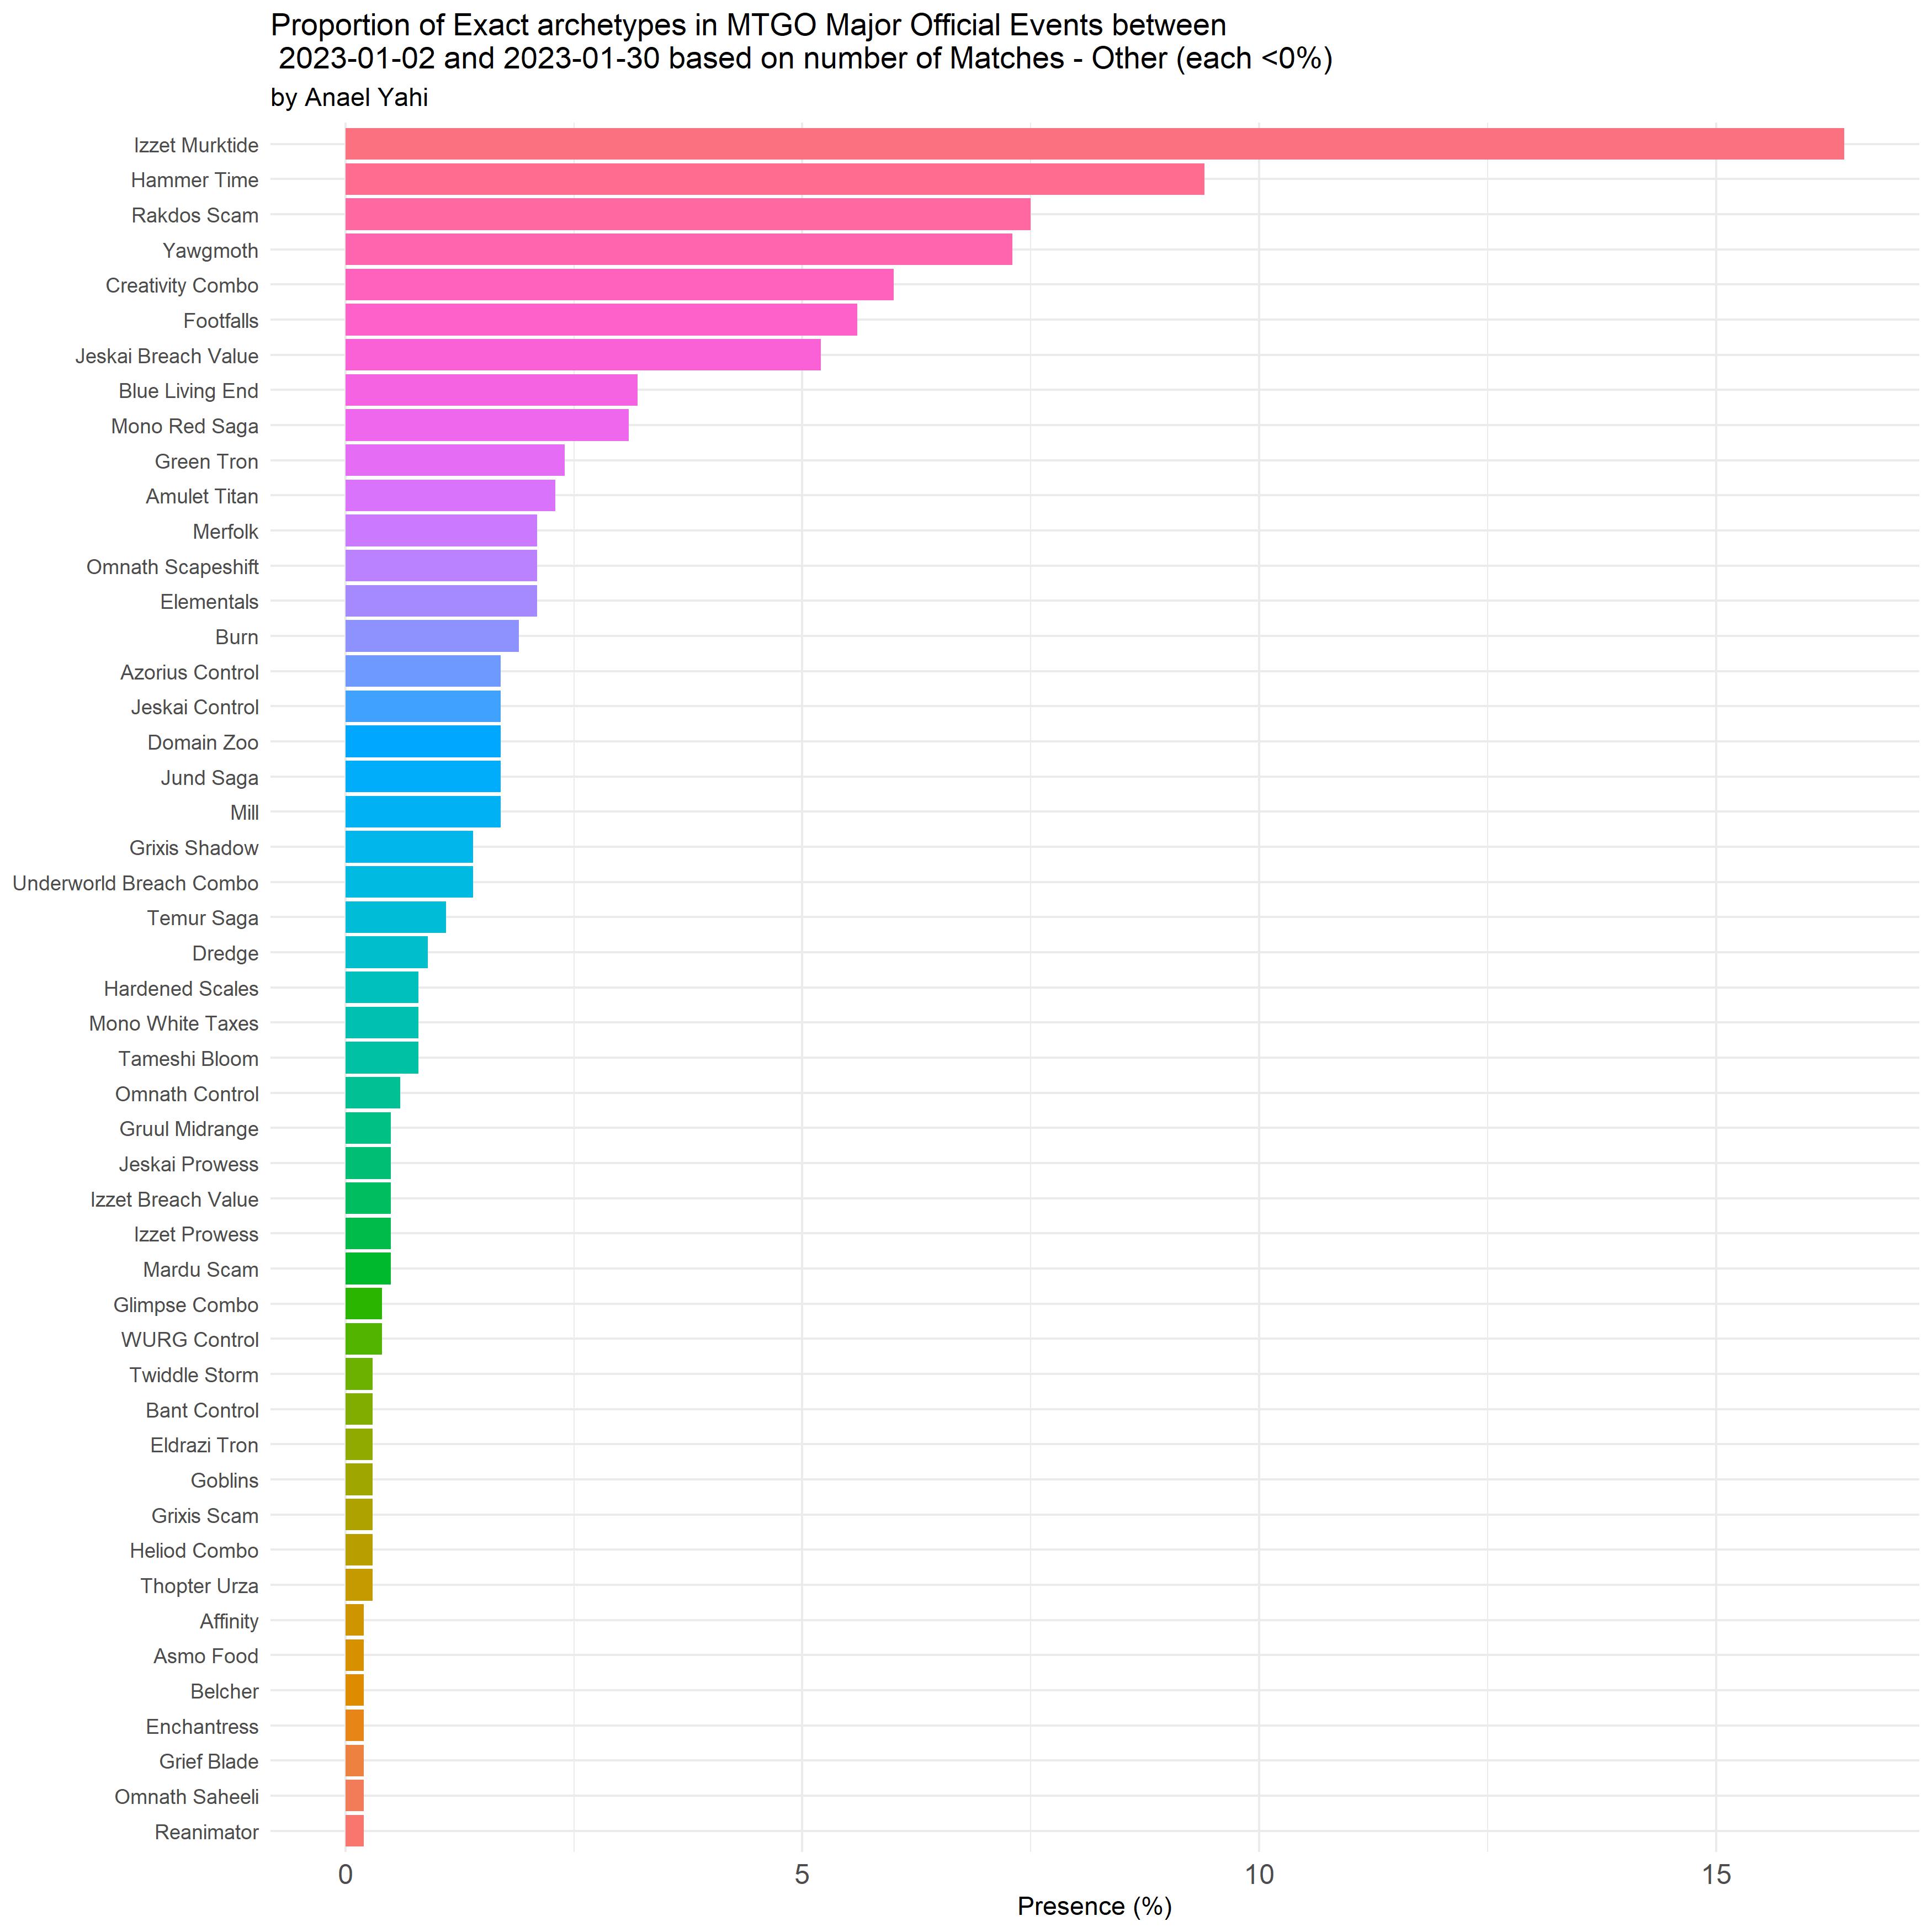 Proportion of Exact archetypes in MTGO Major Official Events between
2023-01-02 and 2023-01-30 based on number of Matches - Other (each <0%)
by Anael Yahi
Izzet Murktide
Hammer Time
Rakdos Scam
Yawgmoth
Creativity Combo
Footfalls
Jeskai Breach Value
Blue Living End
Mono Red Saga
Green Tron
Amulet Titan
Merfolk
Omnath Scapeshift
Elementals
Burn
Azorius Control
Jeskai Control
Domain Zoo
Jund Saga
Mill
Grixis Shadow
Underworld Breach Combo
Temur Saga
Dredge
Hardened Scales
Mono White Taxes
Tameshi Bloom
Omnath Control
Gruul Midrange
Jeskai Prowess
Izzet Breach Value
Izzet Prowess
Mardu Scam
Glimpse Combo
WURG Control
Twiddle Storm
Bant Control
Eldrazi Tron
Goblins
Grixis Scam
Heliod Combo
Thopter Urza
Affinity
Asmo Food
Belcher
Enchantress
Grief Blade
Omnath Saheeli
Reanimator
0 5 10 15
Presence (%)